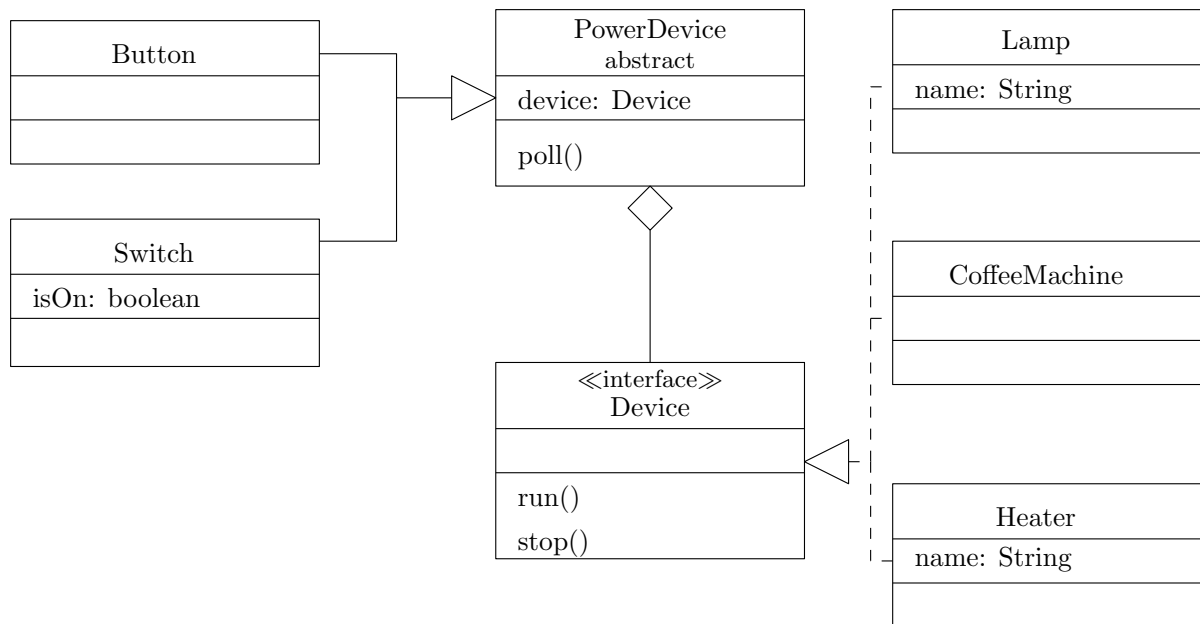 Button
Switch
isOn: boolean
PowerDevice
abstract
device: Device
poll()
≪interface≫
Device
run()
stop()
Lamp
name: String
CoffeeMachine
Heater
name: String